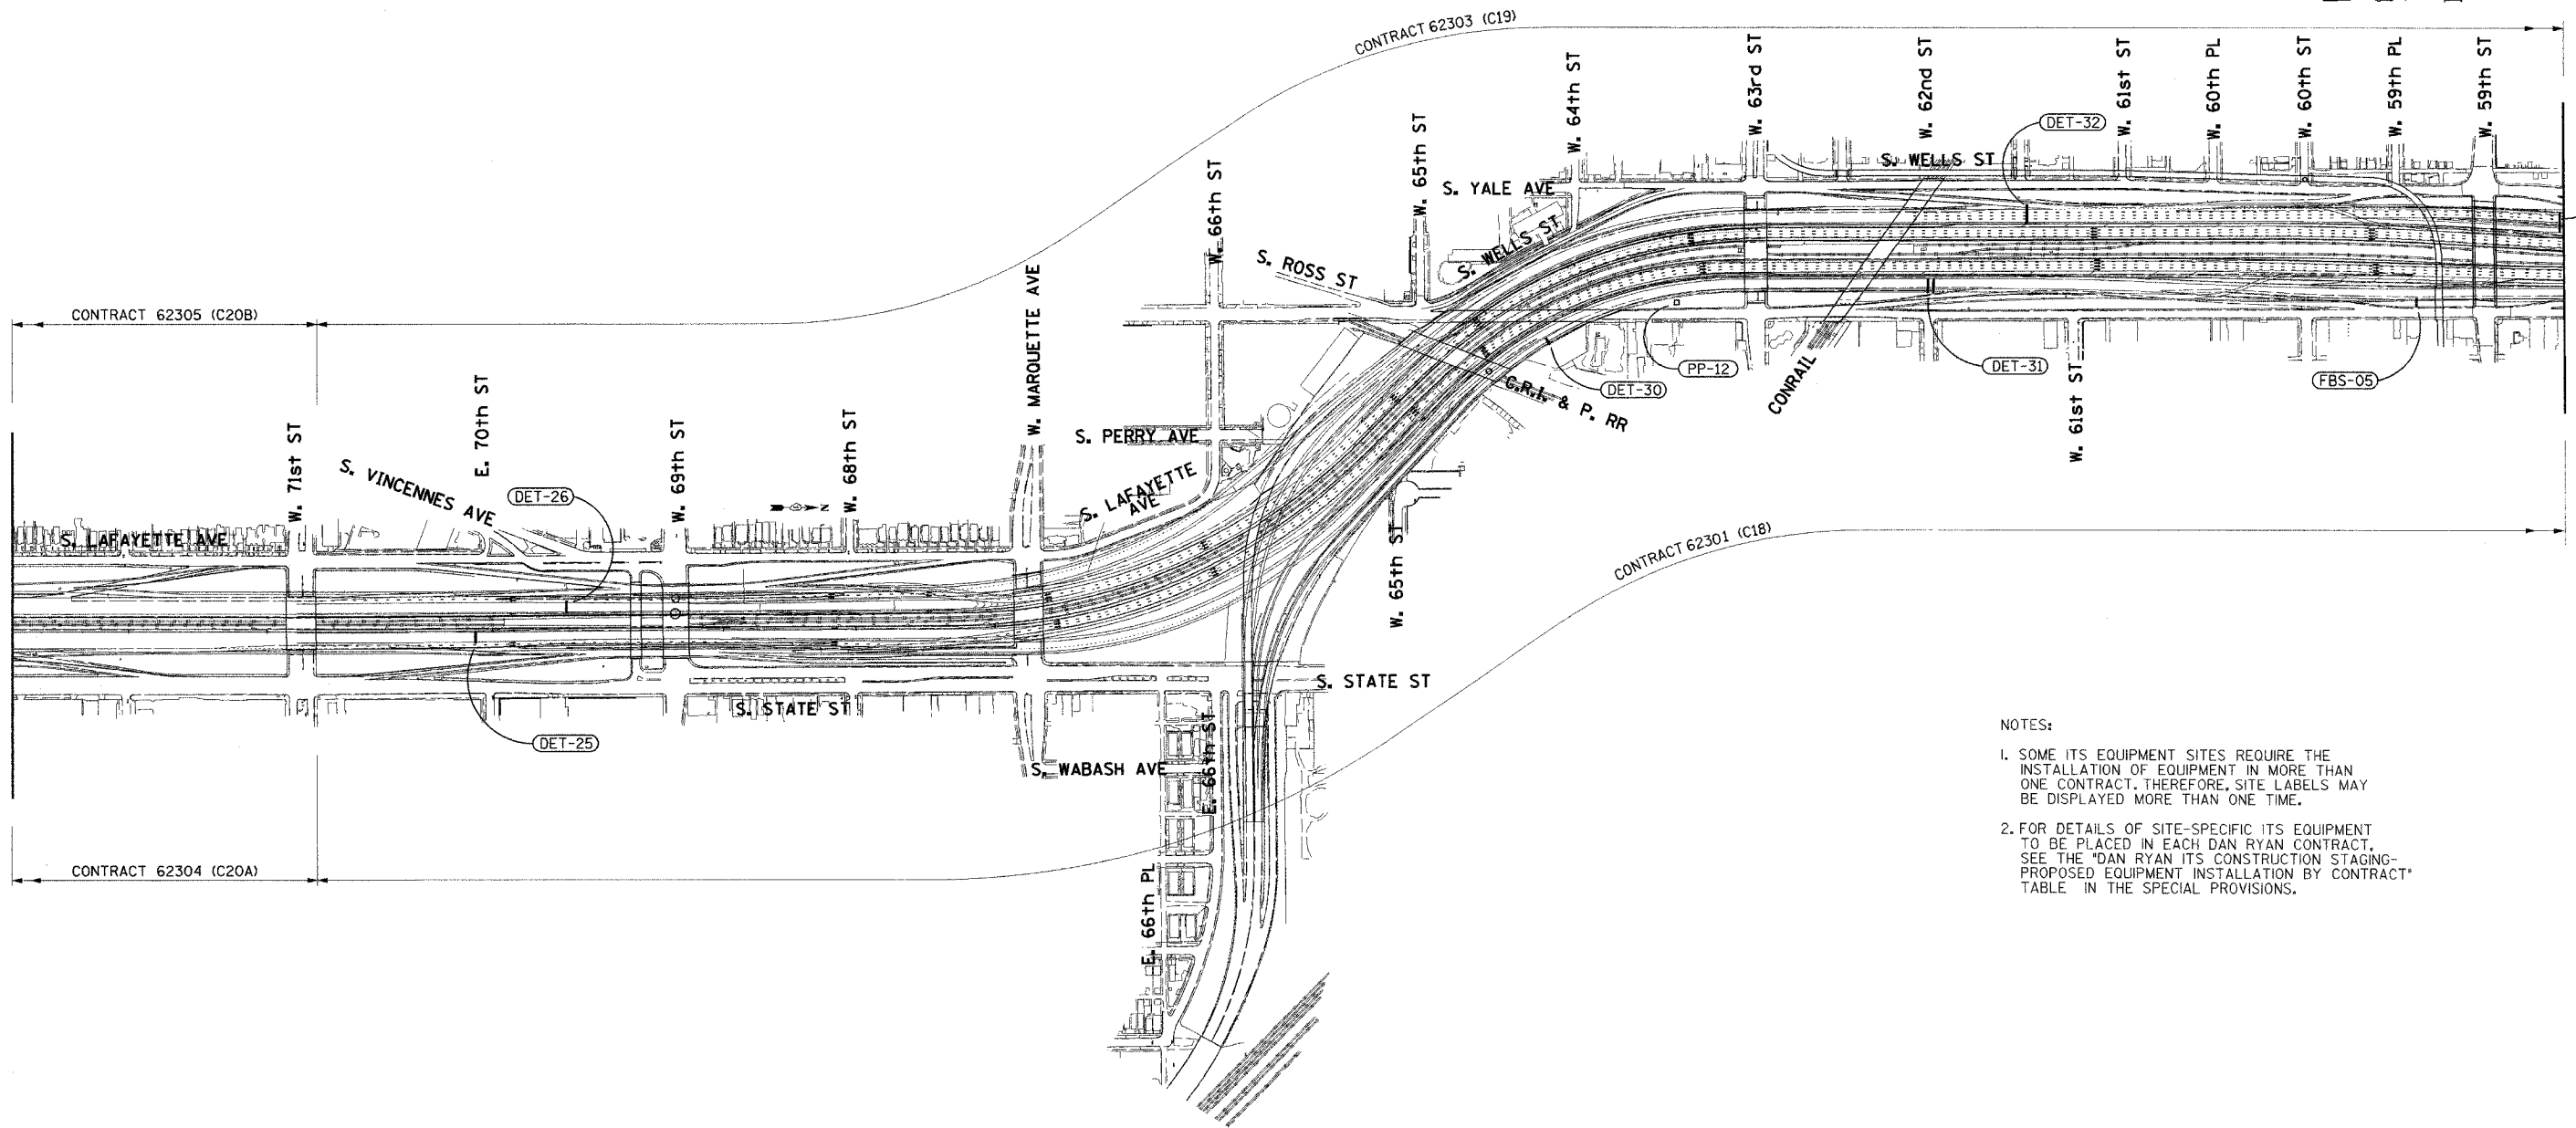 CONTRACT 62303 (C19)
W. 64th ST
W. 63rd ST
W. 62nd ST
W. 61st ST
W. 60th PL
W. 60th ST
W. 59th PL
W. 59th ST
DET-32
S. WELLS ST
W. 65th ST
S. YALE AVE
W. 66th ST
S. WELLS ST
S. ROSS ST
W. MARQUETTE AVE
CONTRACT 62305 (C20B)
PP-12
DET-31
FBS-05
DET-30
CONRAIL
C.R.I. & P. RR
W. 61st ST
S. PERRY AVE
E. 70th ST
W. 71st ST
W. 69th ST
W. 68th ST
S. VINCENNES AVE
DET-26
N
S. LAFAYETTE
AVE
S. LAFAYETTE AVE
W. 65th ST
CONTRACT 62301 (C18)
S. STATE ST
S. STATE ST
DET-25
S. WABASH AVE
E. 66th ST
E. 66th PL
CONTRACT 62304 (C20A)
NOTES:
1. SOME ITS EQUIPMENT SITES REQUIRE THE
INSTALLATION OF EQUIPMENT IN MORE THAN
ONE CONTRACT. THEREFORE, SITE LABELS MAY
BE DISPLAYED MORE THAN ONE TIME.
2. FOR DETAILS OF SITE-SPECIFIC ITS EQUIPMENT
TO BE PLACED IN EACH DAN RYAN CONTRACT,
SEE THE "DAN RYAN ITS CONSTRUCTION STAGING-
PROPOSED EQUIPMENT INSTALLATION BY CONTRACT"
TABLE IN THE SPECIAL PROVISIONS.